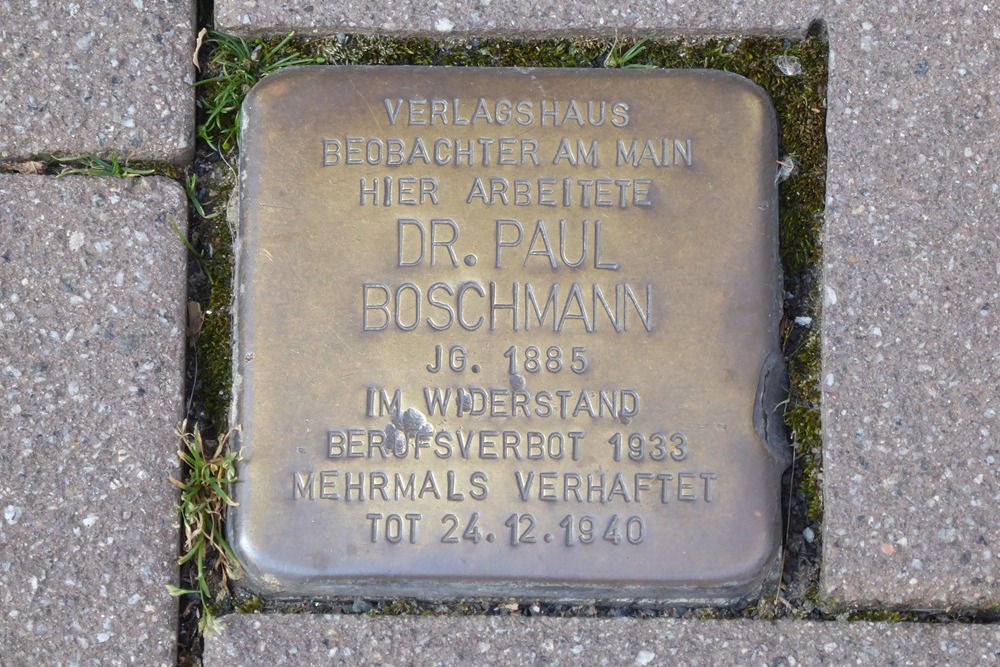 VERLAGSHAUS
BEOBACHTER AM MAIN
HIER ARBEITETE
DR. PAUL
BOSCHMANN
JG. 1885
IM WIDERSTAND
BERUFSVERBOT 1933
MEHRMALS VERHAFTET
TOT 24.12.1940